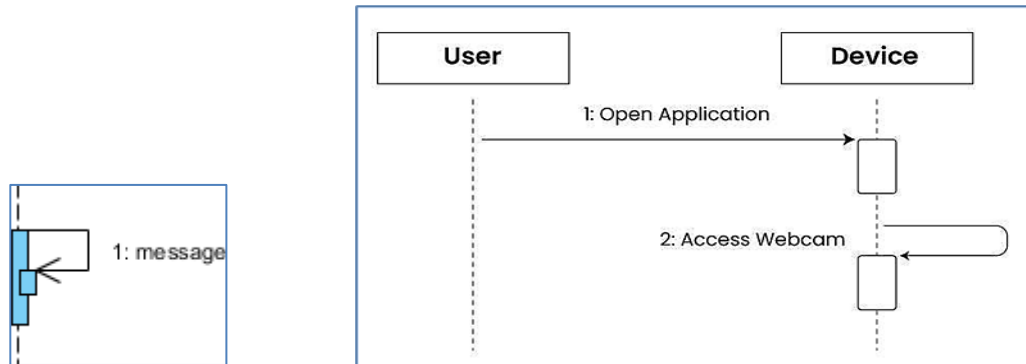 1: message
User
Device
1: Open Application
2: Access Webcam